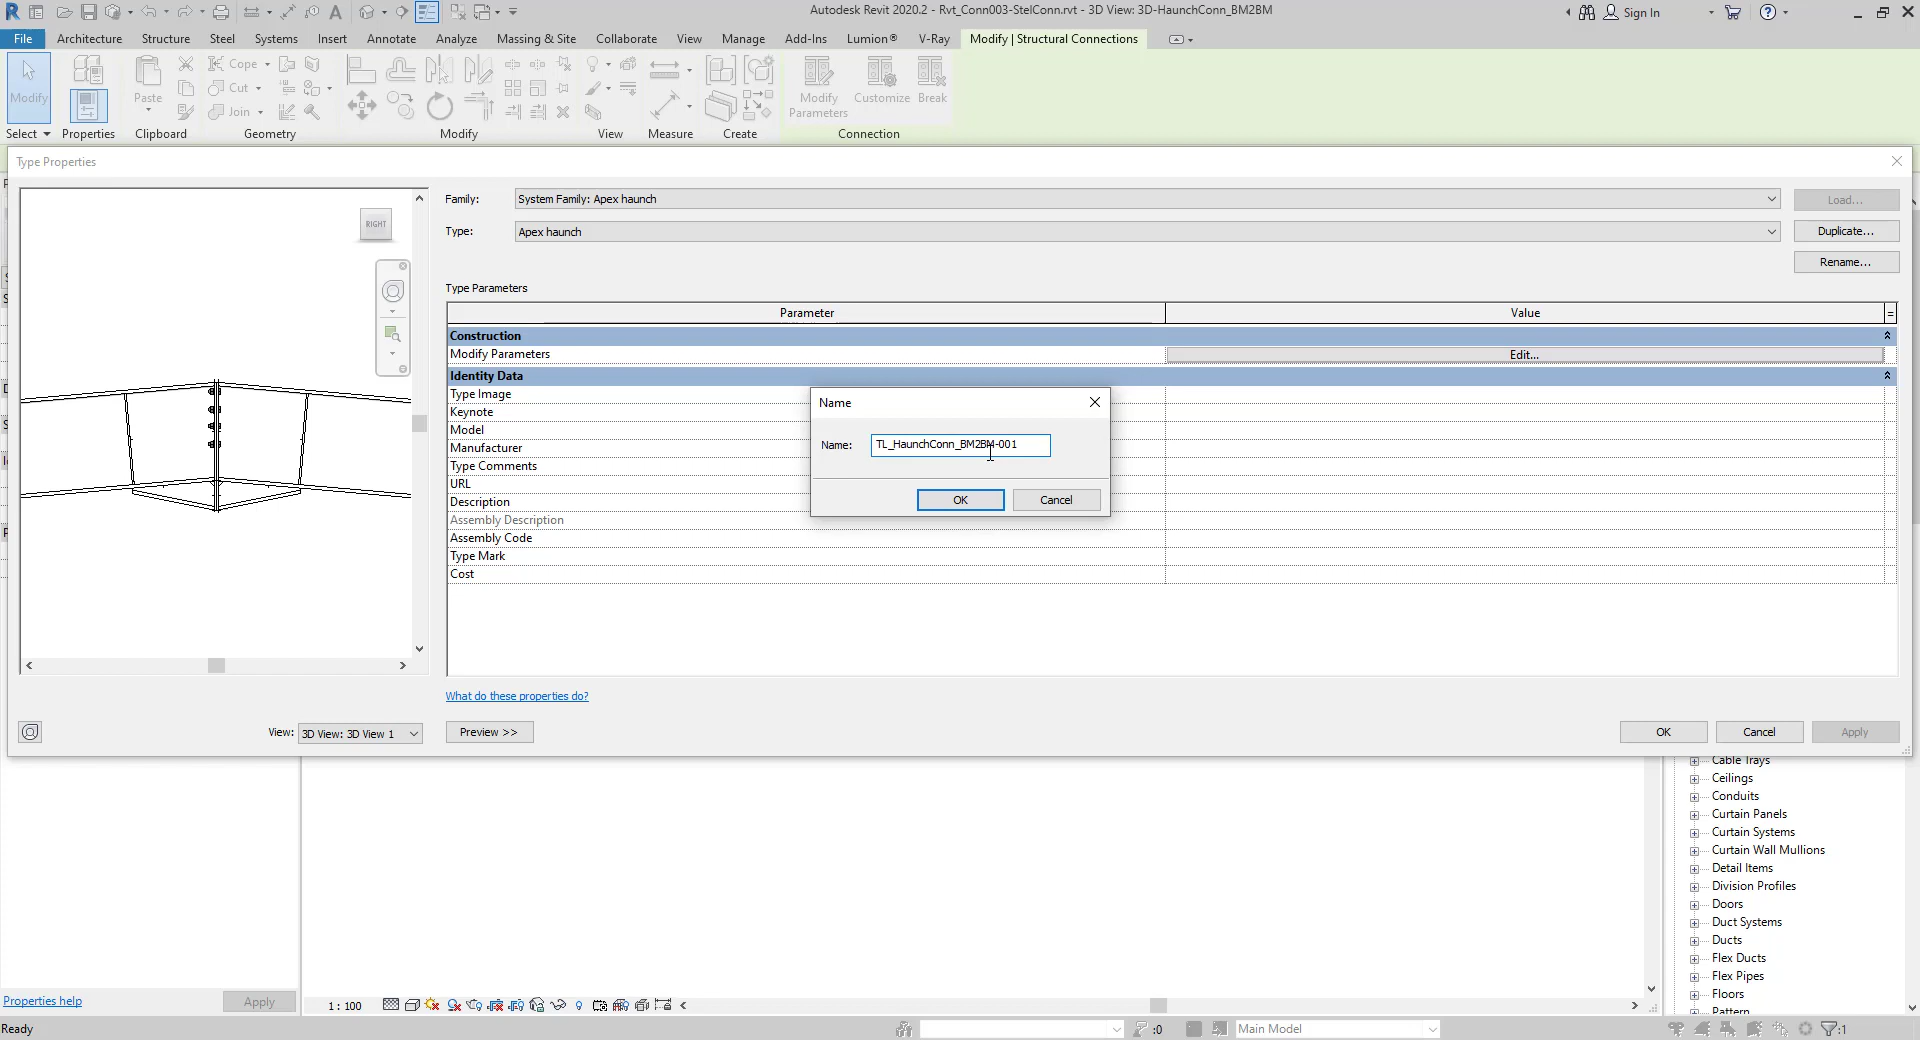 Autodesk Revit 2020.2 - Rvt_Conn003-StelConn.rvt - 3D View: 3D-HaunchConn_BM2BM
Sign In
File Architecture Structure Steel Systems Insert Annotate Analyze Massing & Site Collaborate View Manage Add-Ins Lumion® V-Ray Modify | Structural Connections
Modify
Paste
Cope
Cut
Join
Modify Parameters
Customize
Break
Select Properties Clipboard Geometry Modify View Measure Create Connection
Type Properties
RIGHT
Family: System Family: Apex haunch Load...
Type: Apex haunch Duplicate...
Rename...
Type Parameters
Parameter Value =
Construction
Modify Parameters Edit...
Identity Data
Type Image
Keynote
Model
Manufacturer
Type Comments
URL
Description
Assembly Description
Assembly Code
Type Mark
Cost
Name
Name: TL_HaunchConn_BM2BM-001
OK Cancel
What do these properties do?
View: 3D View: 3D View 1 Preview >> OK Cancel Apply
Cable Trays
Ceilings
Conduits
Curtain Panels
Curtain Systems
Curtain Wall Mullions
Detail Items
Division Profiles
Doors
Duct Systems
Ducts
Flex Ducts
Flex Pipes
Floors
Pattern
Properties help Apply
1 : 100
Ready :0 Main Model :1